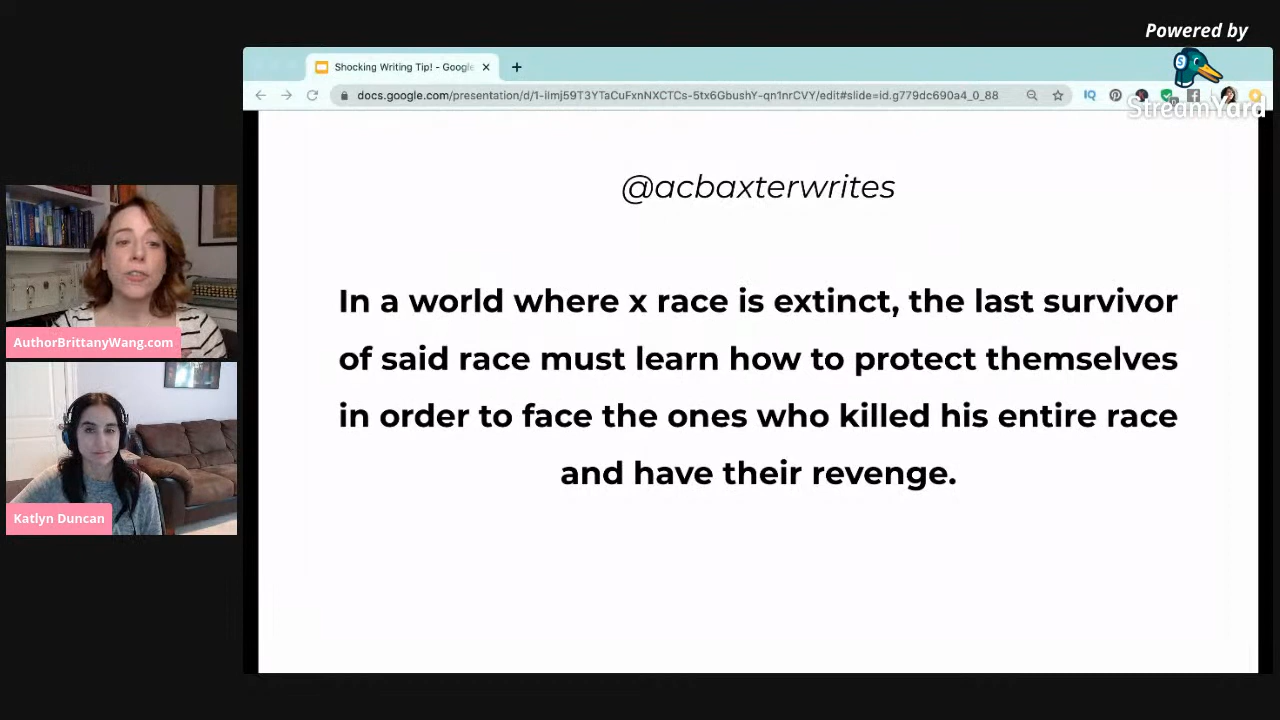 Powered by
StreamYard
Shocking Writing Tip! - Google
docs.google.com/presentation/d/1-iImj59T3YTaCuFxnNXCTCs-5tx6GbushY-qn1nrCVY/edit#slide=id.g779dc690a4_0_88
@acbaxterwrites
In a world where x race is extinct, the last survivor
of said race must learn how to protect themselves
in order to face the ones who killed his entire race
and have their revenge.
AuthorBrittanyWang.com
Katlyn Duncan